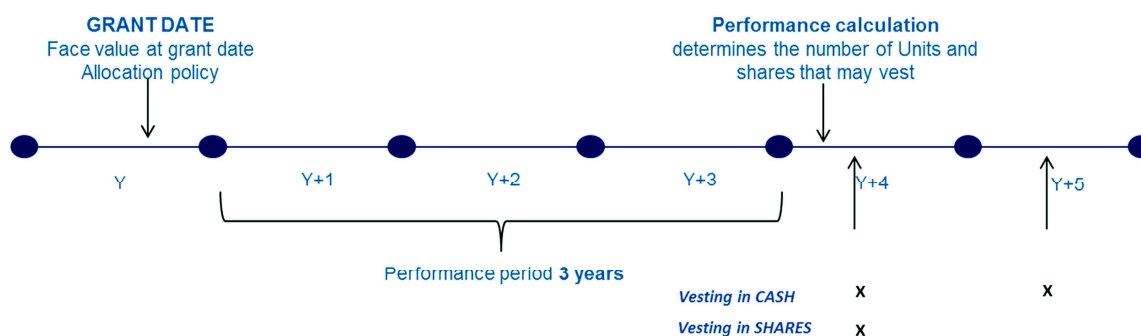 GRANT DATE
Face value at grant date
Allocation policy
Performance calculation
determines the number of Units and
shares that may vest
Y
Y+1
Y+2
Y+3
Y+4
Y+5
Performance period 3 years
Vesting in CASH
X
X
Vesting in SHARES
X